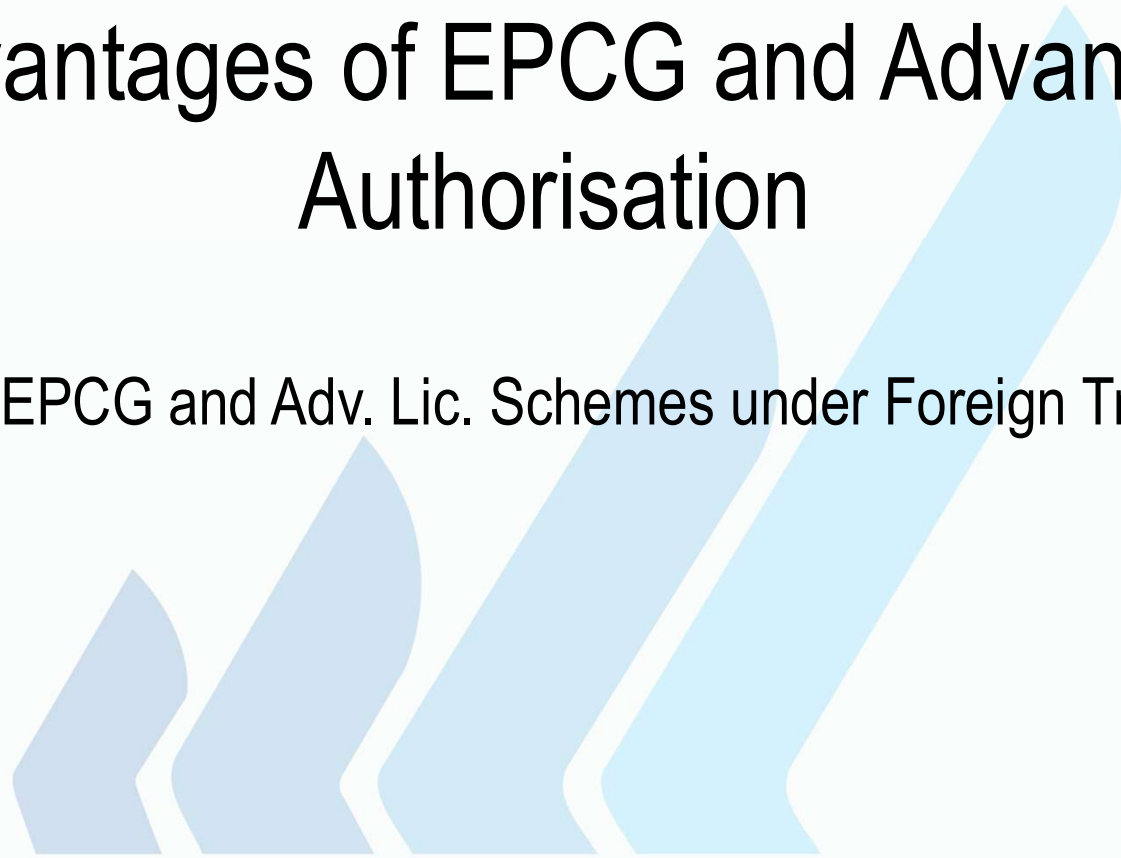 vantages of EPCG and Advan
Authorisation
EPCG and Adv. Lic. Schemes under Foreign Tr